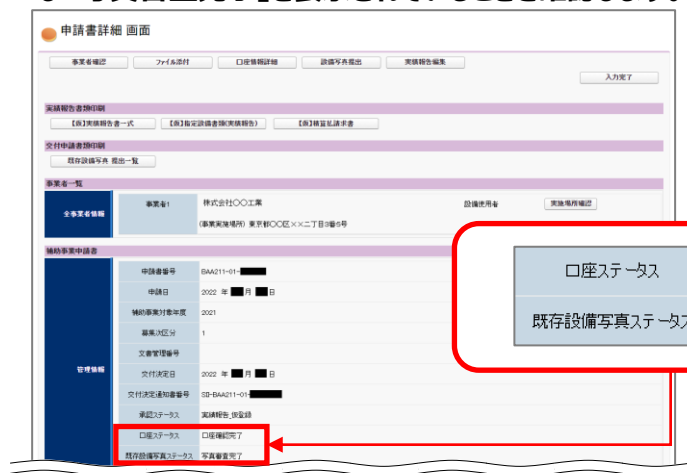 申請書詳細 画面
事業者確認 ファイル添付 口座情報詳細 設備写真提出 実績報告編集
入力完了
実績報告書類印刷
【仮】実績報告書一式 【仮】指定設備書類(実績報告) 【仮】精算払請求書
交付申請書類印刷
既存設備写真 提出一覧
事業者一覧
全事業者情報 事業者1 株式会社〇〇工業 設備使用者 実施場所確認
(事業実施場所) 東京都〇〇区××二丁目3番5号
補助事業申請書
管理情報
申請書番号 BAA211-01-
申請日 2022 年 月 日
補助事業対象年度 2021
募集次区分 1
文書管理番号
交付決定日 2022 年 月 日
交付決定通知書番号 SII-BAA211-01-
承認ステータス 実績報告_仮登録
口座ステータス 口座確認完了
既存設備写真ステータス 写真審査完了
口座ステータス
既存設備写真ステータス